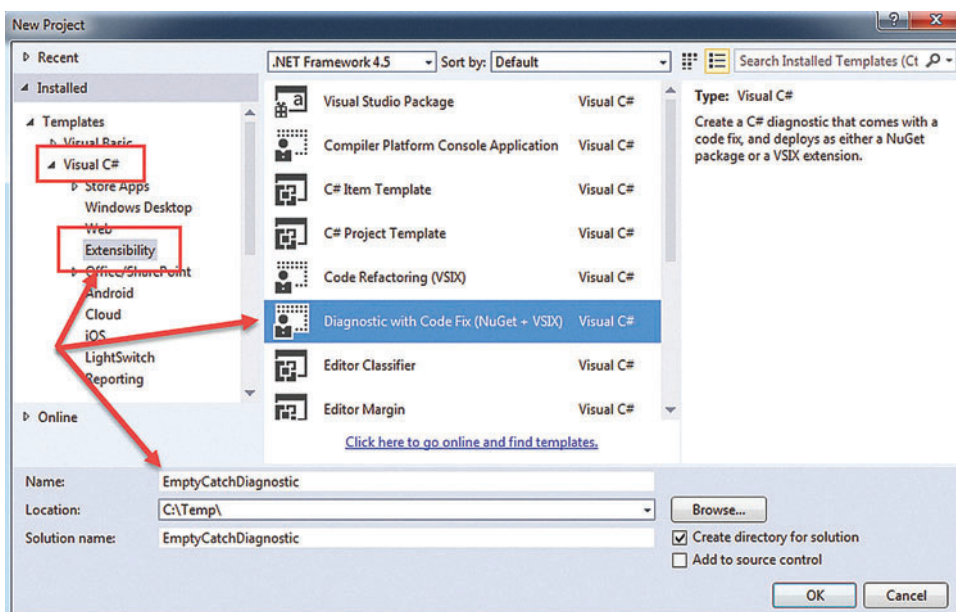 New Project
Recent
Installed
Templates
Visual Basic
Visual C#
Store Apps
Windows Desktop
Web
Extensibility
Office/SharePoint
Android
Cloud
iOS
LightSwitch
Reporting
Online
.NET Framework 4.5
Sort by: Default
Search Installed Templates (Ct
Visual Studio Package Visual C#
Compiler Platform Console Application Visual C#
C# Item Template Visual C#
C# Project Template Visual C#
Code Refactoring (VSIX) Visual C#
Diagnostic with Code Fix (NuGet + VSIX) Visual C#
Editor Classifier Visual C#
Editor Margin Visual C#
Click here to go online and find templates.
Type: Visual C#
Create a C# diagnostic that comes with a
code fix, and deploys as either a NuGet
package or a VSIX extension.
Name: EmptyCatchDiagnostic
Location: C:\Temp\
Browse...
Solution name: EmptyCatchDiagnostic
Create directory for solution
Add to source control
OK Cancel